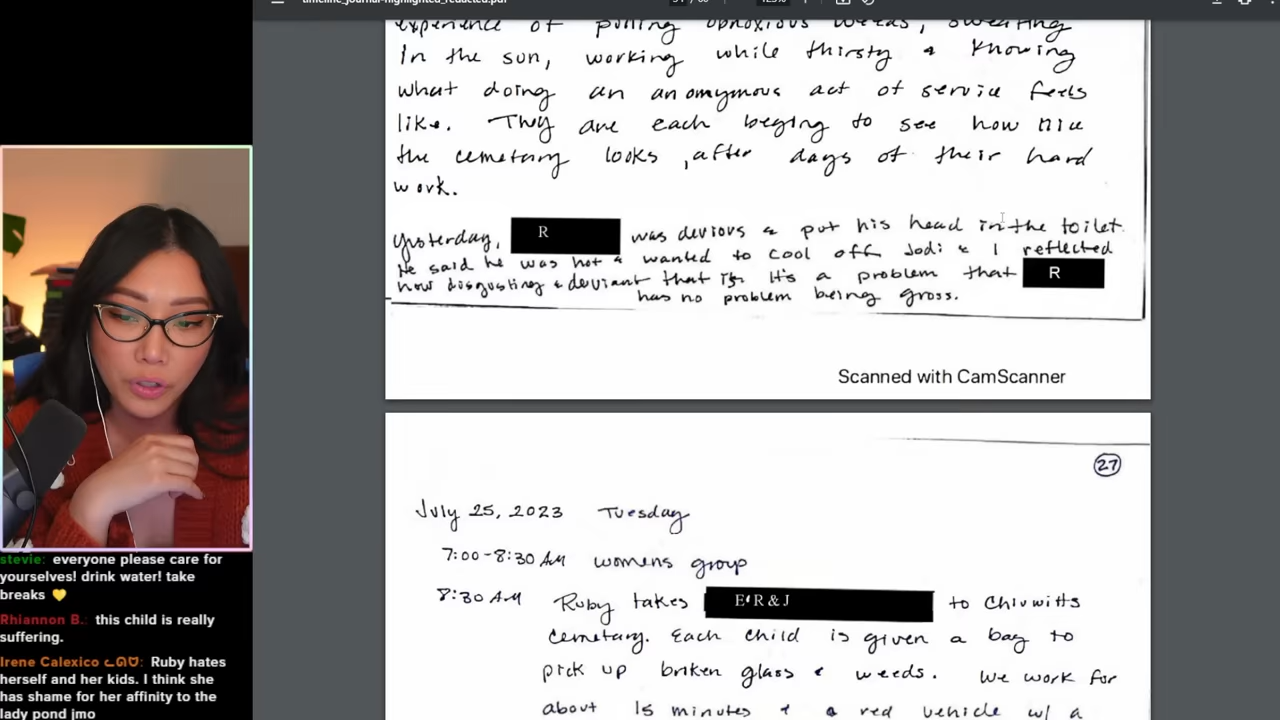 timeline_journal-highlighted_redacted.pdf
experience of pulling obnoxious weeds, sweating
In the sun, working while thirsty & knowing
what doing an anonymous act of service feels
like. They are each beging to see how nice
the cemetary looks, after days of their hard
work.
Yesterday, R was devious & put his head in the toilet.
He said he was hot & wanted to cool off. Jodi & I reflected
how disgusting & deviant that is. It's a problem that R
has no problem being gross.
Scanned with CamScanner
27
July 25, 2023 Tuesday
7:00-8:30 AM womens group
8:30 AM Ruby takes E R & J to Chivwitts
cemetary. Each child is given a bag to
pick up broken glass & weeds. We work for
about 15 minutes & a red vehicle w/ a
stevie: everyone please care for
yourselves! drink water! take
breaks 💛
Rhiannon B.: this child is really
suffering.
Irene Calexico ᓚᘏᗢ: Ruby hates
herself and her kids. I think she
has shame for her affinity to the
lady pond jmo